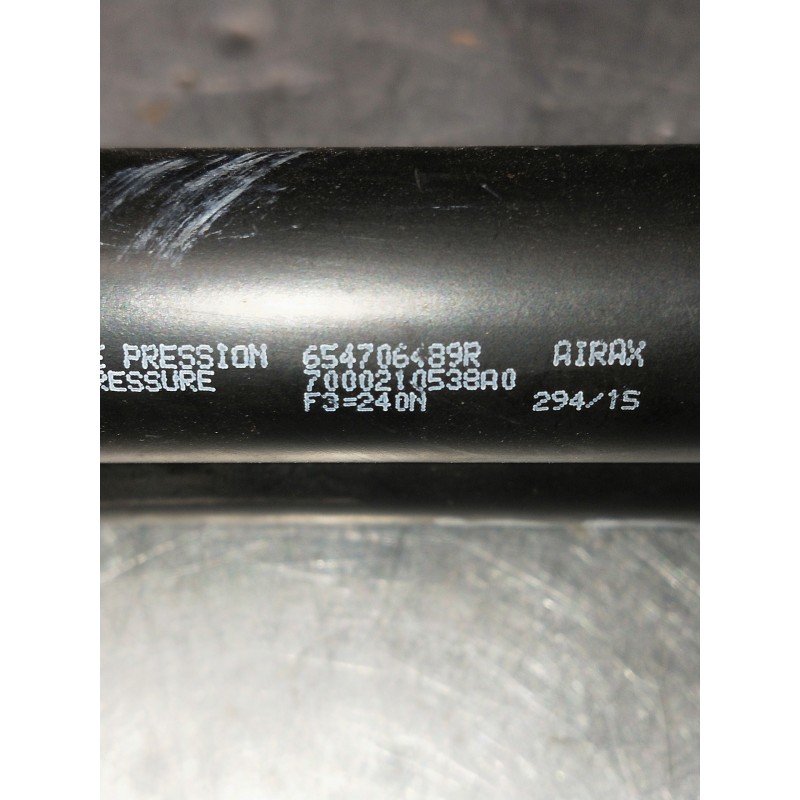 E PRESSION 654706489R AIRAX
RESSURE 7000210538A0
F3=240N 294/15